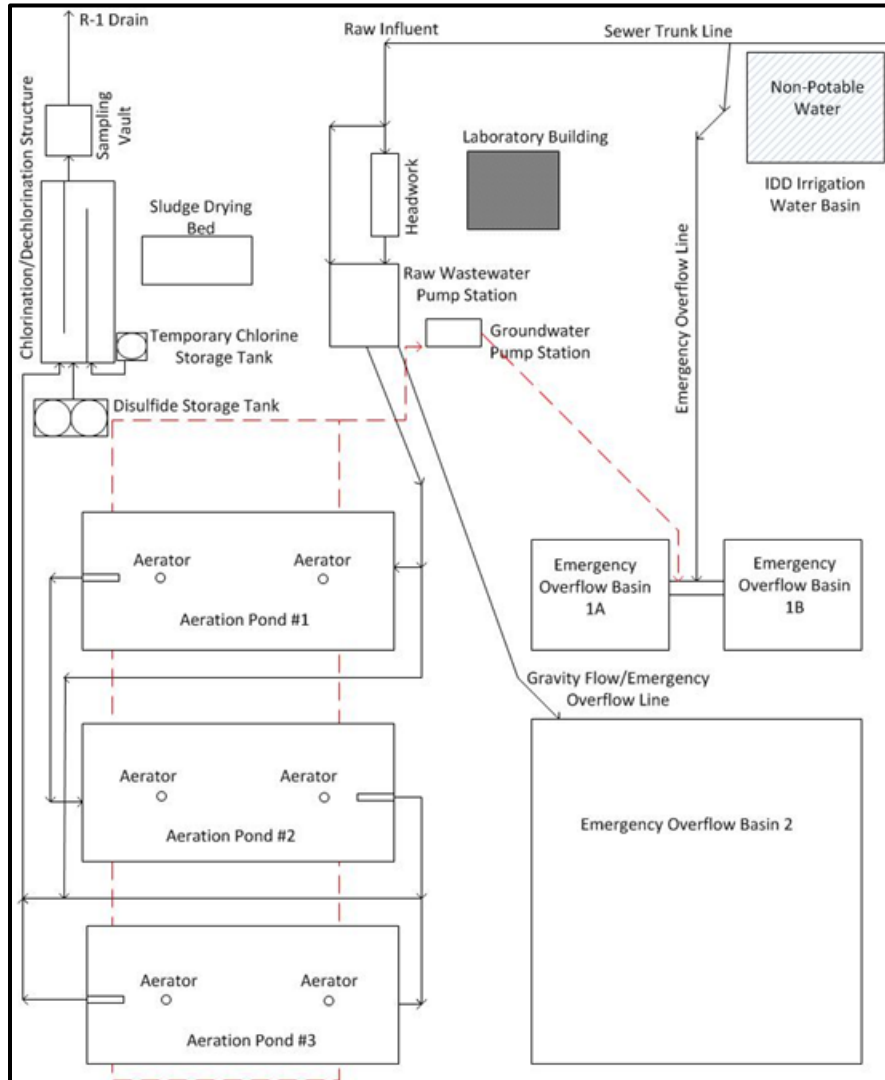 R-1 Drain
Raw Influent
Sewer Trunk Line
Chlorination/Dechlorination Structure
Sampling
Vault
Non-Potable
Water
IDD Irrigation
Water Basin
Laboratory Building
Headwork
Sludge Drying
Bed
Emergency Overflow Line
Raw Wastewater
Pump Station
Temporary Chlorine
Storage Tank
Groundwater
Pump Station
Disulfide Storage Tank
Aerator
Aerator
Aeration Pond #1
Emergency
Overflow Basin
1A
Emergency
Overflow Basin
1B
Gravity Flow/Emergency
Overflow Line
Aerator
Aerator
Aeration Pond #2
Emergency Overflow Basin 2
Aerator
Aerator
Aeration Pond #3